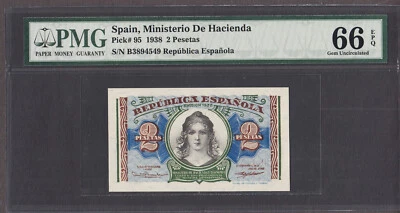 PMG
PAPER MONEY GUARANTY
Spain, Ministerio De Hacienda
Pick# 95 1938 2 Pesetas
S/N B3894549 República Española
66 EPQ
Gem Uncirculated
REPÚBLICA ESPAÑOLA
2 2
PESETAS PESETAS